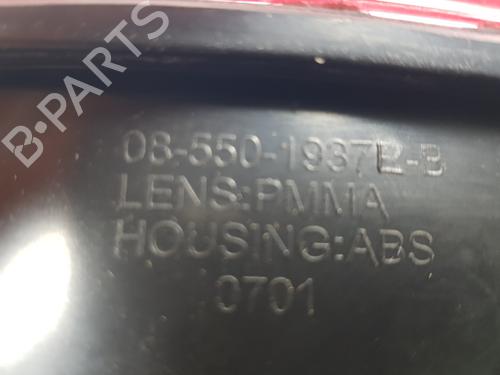 B-PARTS
08-550-1937L-B
LENS:PMMA
HOUSING:ABS
0701